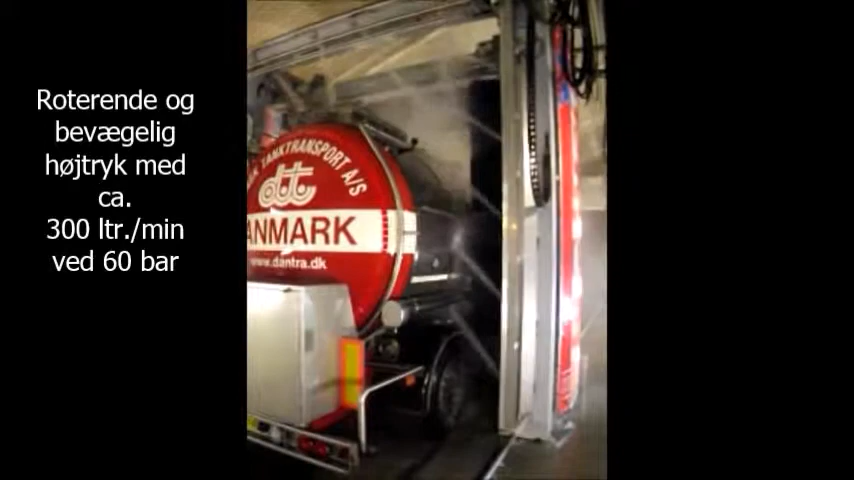 Roterende og
bevægelig
højtryk med
ca.
300 ltr./min
ved 60 bar
TANKTRANSPORT A/S
dtt
ANMARK
www.dantra.dk